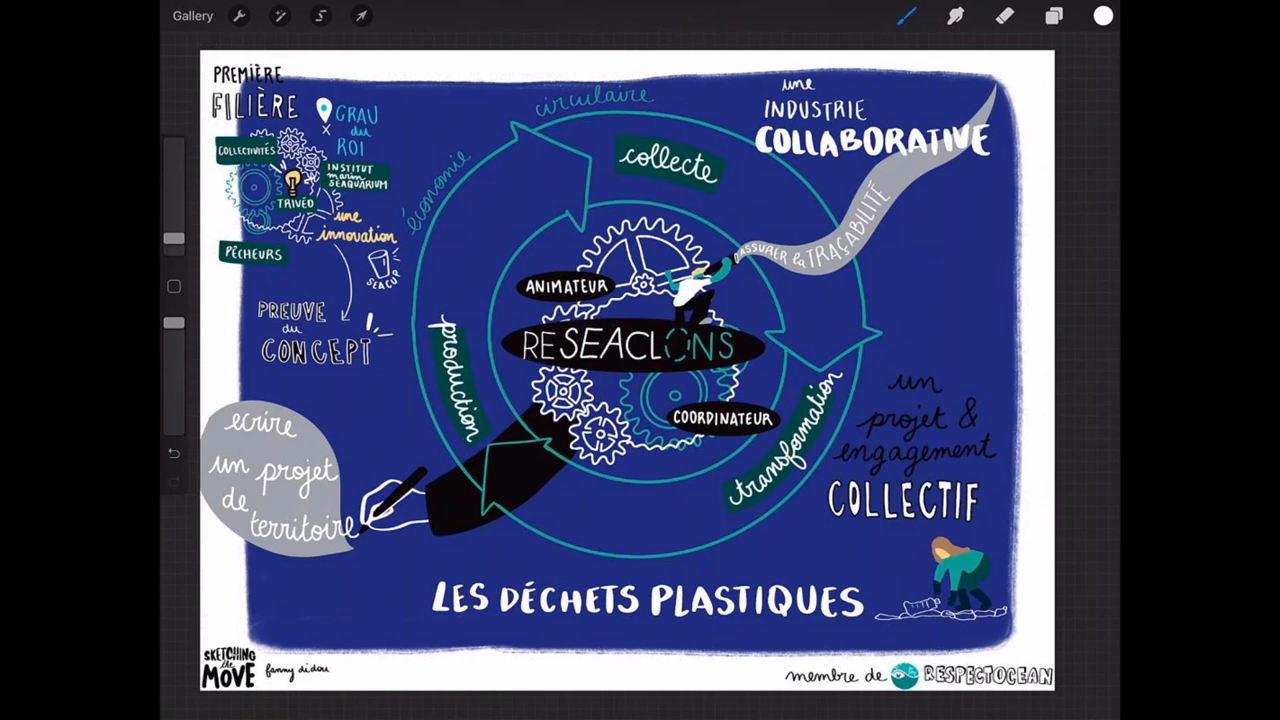 Gallery
PREMIÈRE
FILIÈRE
GRAU
du
ROI
COLLECTIVITÉS
INSTITUT
marin
SEAQUARIUM
TRIVÉO
une
innovation
PÊCHEURS
SEACUP
PREUVE
du
CONCEPT
économie
circulaire
collecte
production
transformation
ANIMATEUR
RESEACLONS
COORDINATEUR
une
INDUSTRIE
COLLABORATIVE
ASSURER la TRAÇABILITÉ
un
projet &
engagement
COLLECTIF
ecrire
un projet
de
territoire
LES DÉCHETS PLASTIQUES
SKETCHING
the
MOVE
fanny didou
membre de RESPECTOCEAN